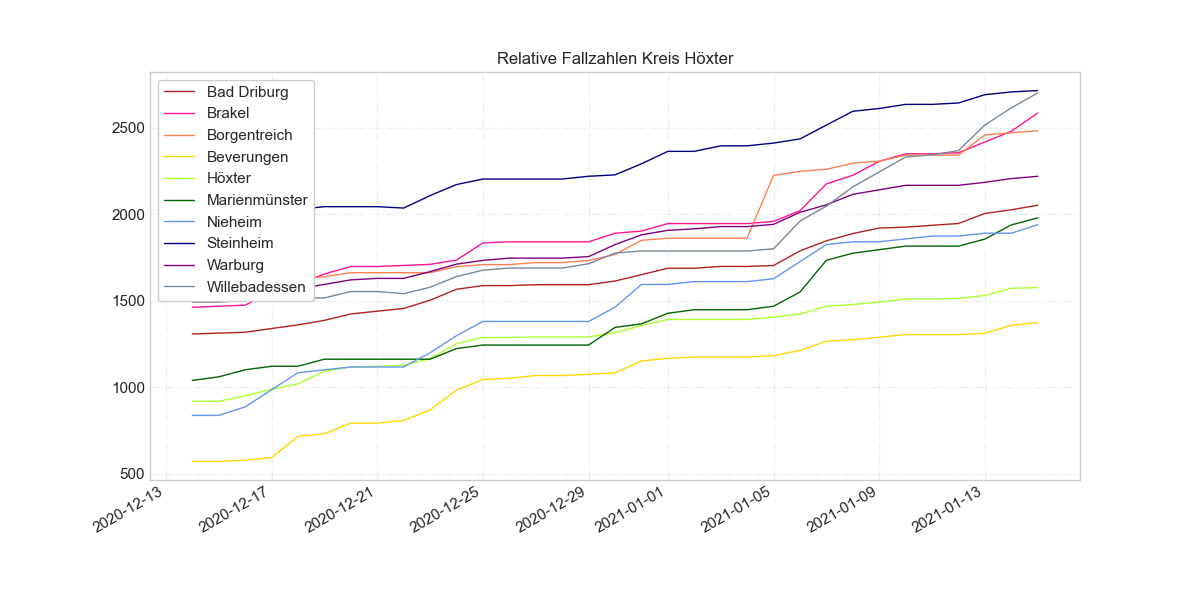 Relative Fallzahlen Kreis Höxter
Bad Driburg
Brakel
Borgentreich
Beverungen
Höxter
Marienmünster
Nieheim
Steinheim
Warburg
Willebadessen
2500
2000
1500
1000
500
2020-12-13
2020-12-17
2020-12-21
2020-12-25
2020-12-29
2021-01-01
2021-01-05
2021-01-09
2021-01-13